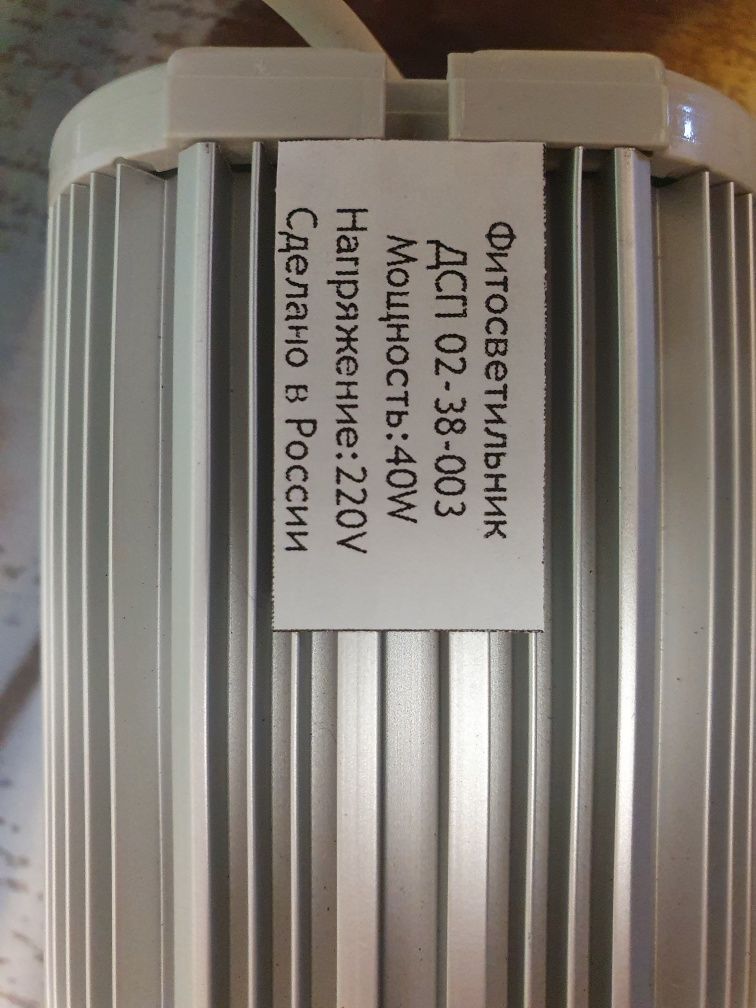 Фитосветильник
ДСП 02-38-003
Мощность:40W
Напряжение:220V
Сделано в России